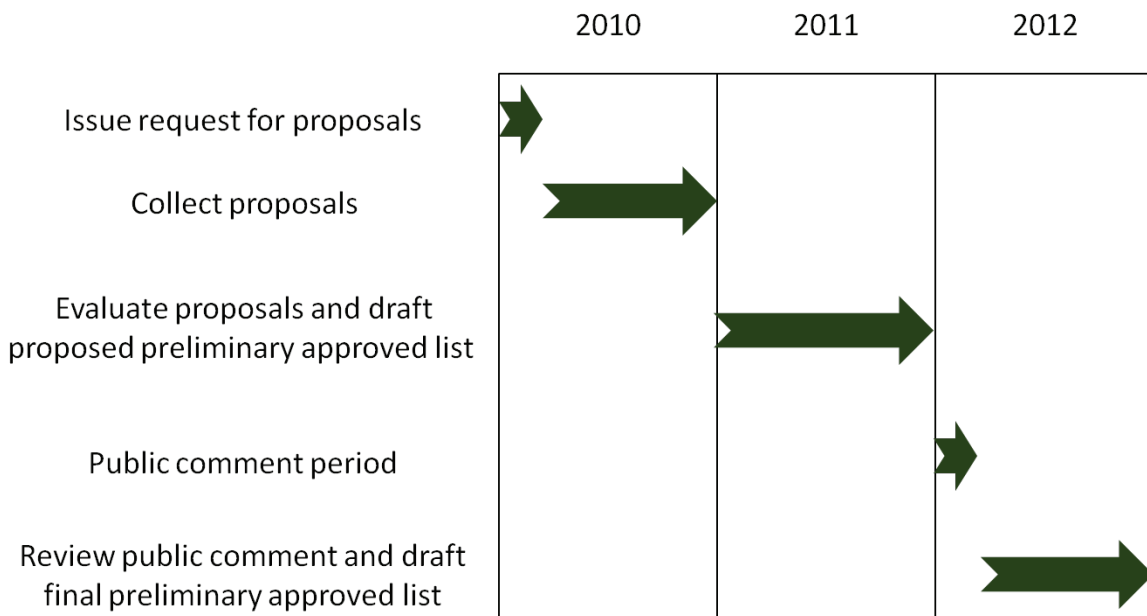 2010 2011 2012
Issue request for proposals
Collect proposals
Evaluate proposals and draft
proposed preliminary approved list
Public comment period
Review public comment and draft
final preliminary approved list